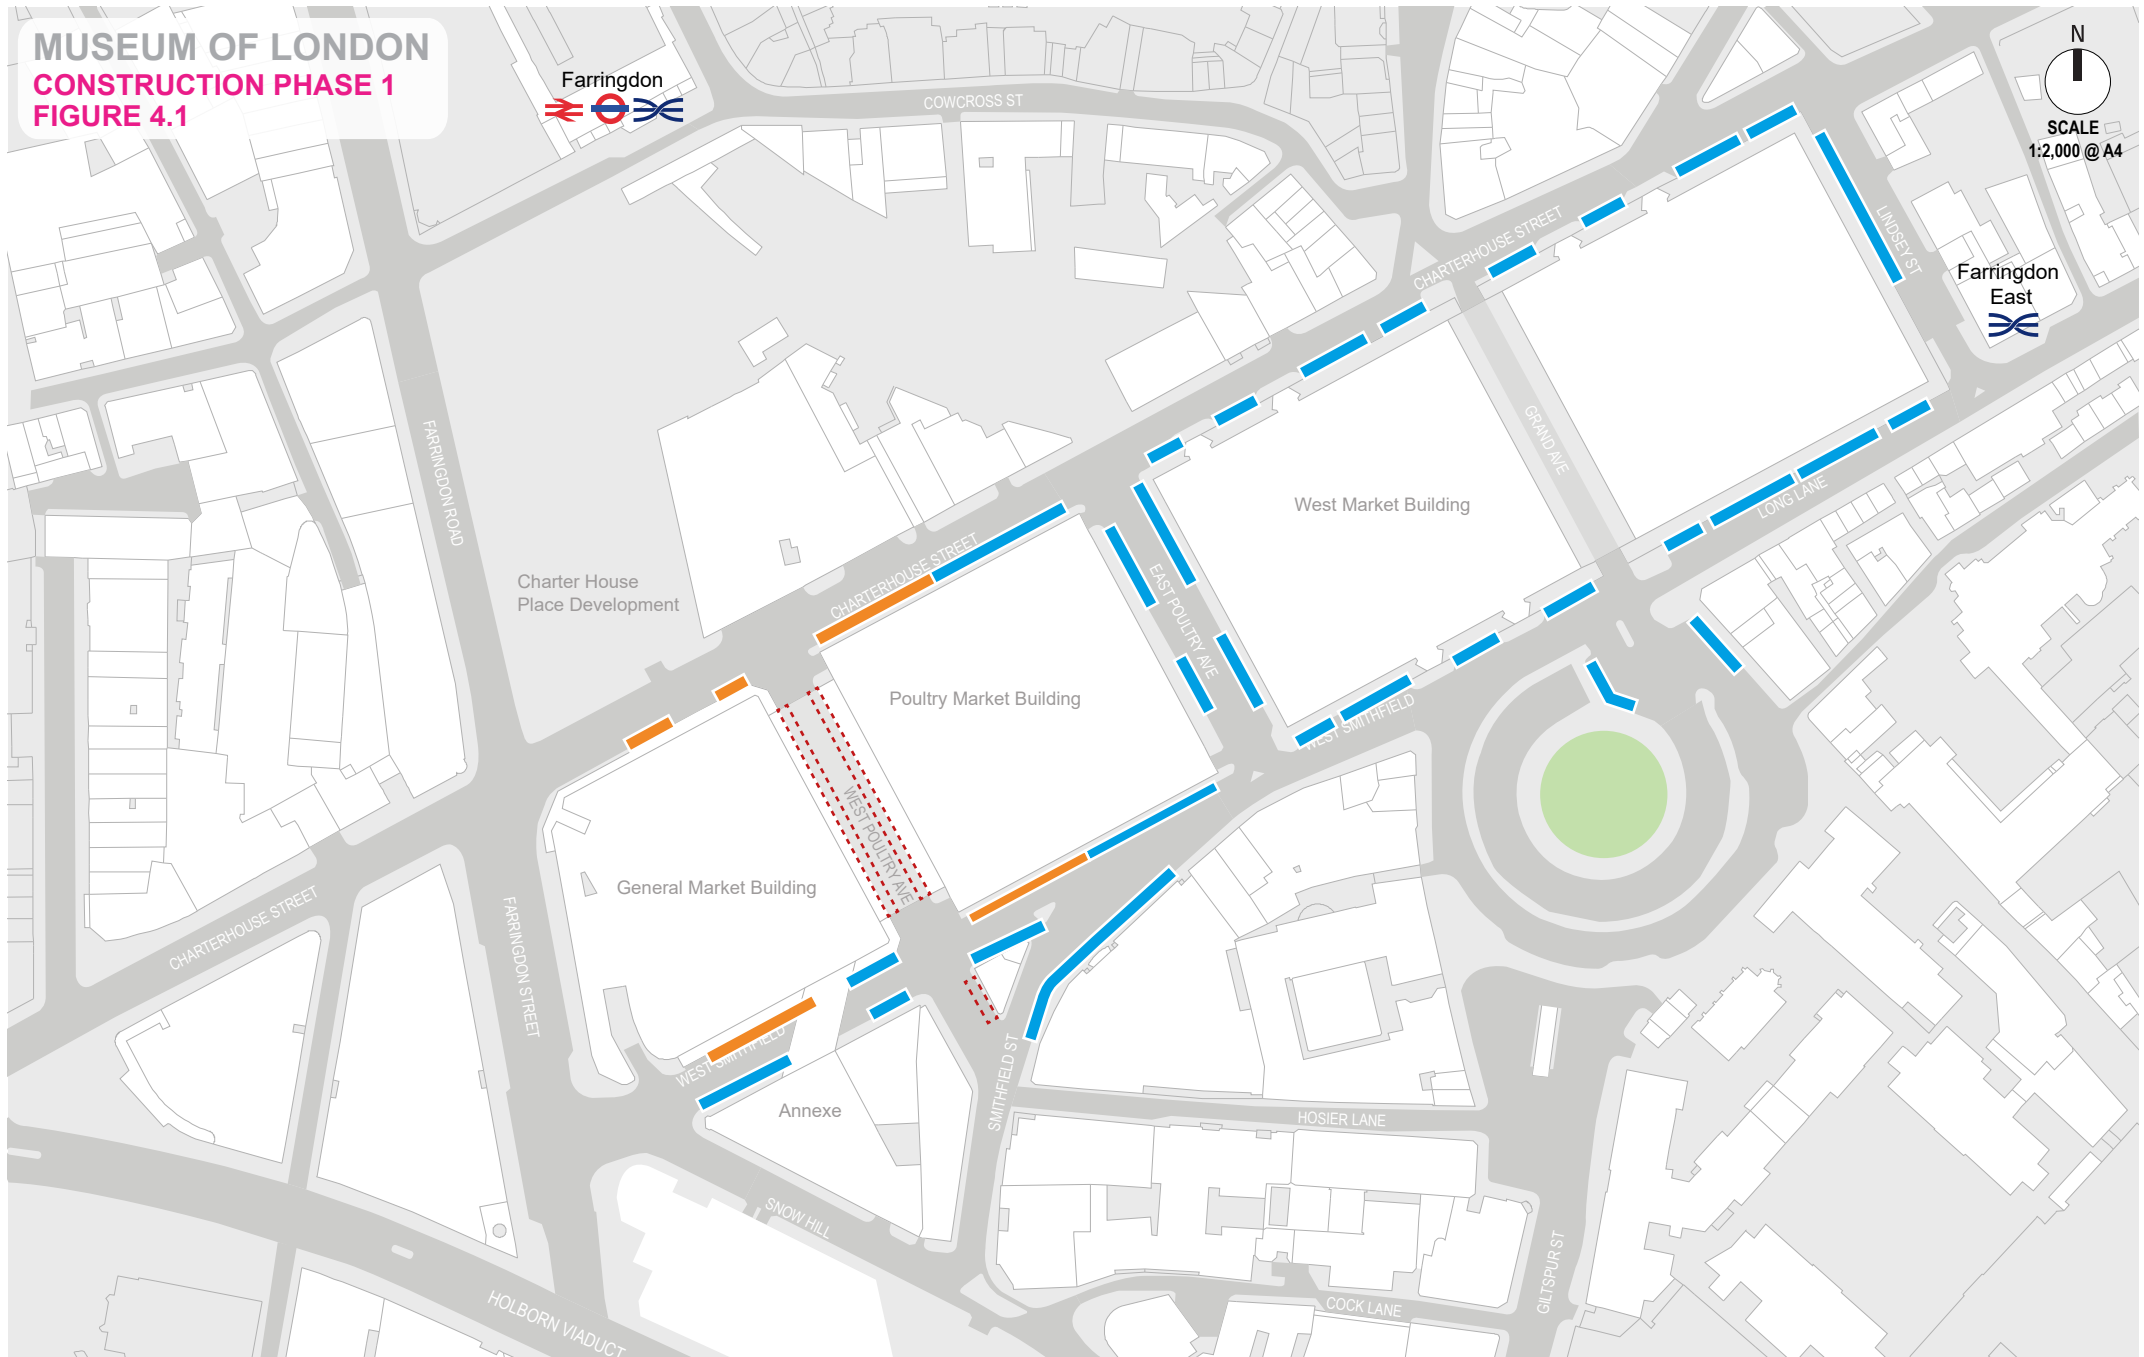 MUSEUM OF LONDON
CONSTRUCTION PHASE 1
FIGURE 4.1
Farringdon
COWCROSS ST
N
SCALE
1:2,000 @ A4
CHARTERHOUSE STREET
LINDSEY ST
Farringdon
East
FARRINGDON ROAD
GRAND AVE
West Market Building
LONG LANE
CHARTERHOUSE STREET
EAST POULTRY AVE
Charter House
Place Development
Poultry Market Building
WEST SMITHFIELD
WEST POULTRY AVE
General Market Building
CHARTERHOUSE STREET
FARRINGDON STREET
WEST SMITHFIELD
SMITHFIELD ST
Annexe
HOSIER LANE
SNOW HILL
GILTSPUR ST
COCK LANE
HOLBORN VIADUCT